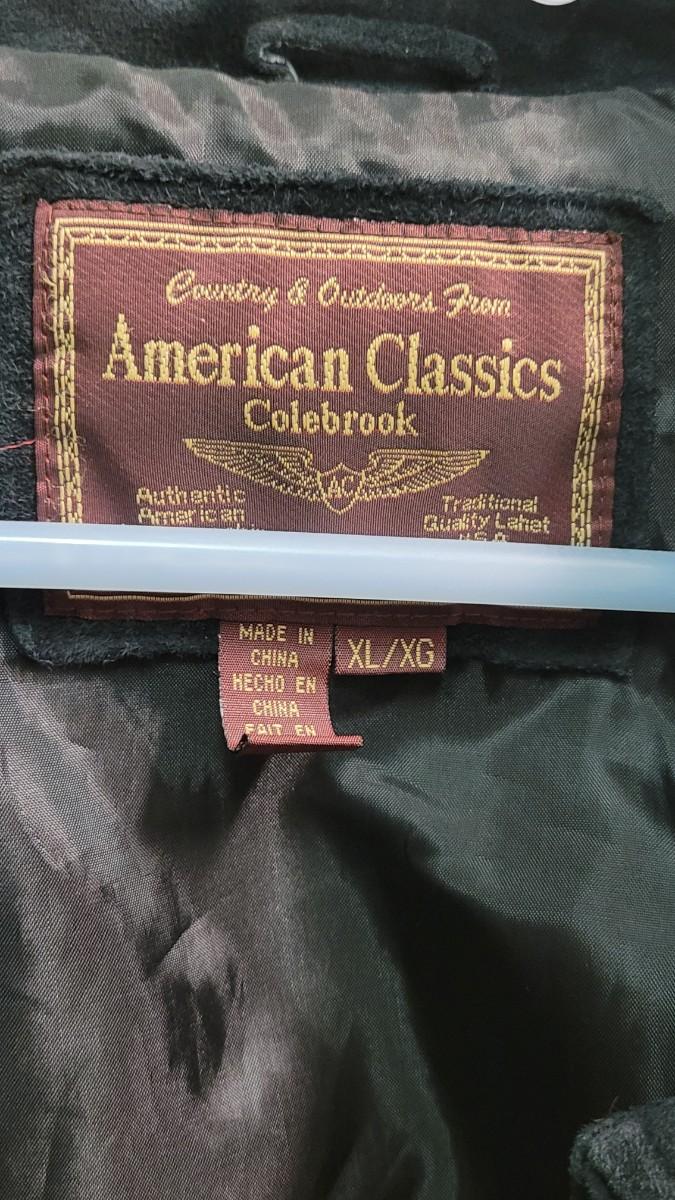 Country & Outdoors From
American Classics
Colebrook
AC
Authentic
American
Traditional
Quality Lahet
U.S.A.
MADE IN
CHINA
HECHO EN
CHINA
FAIT EN
XL/XG